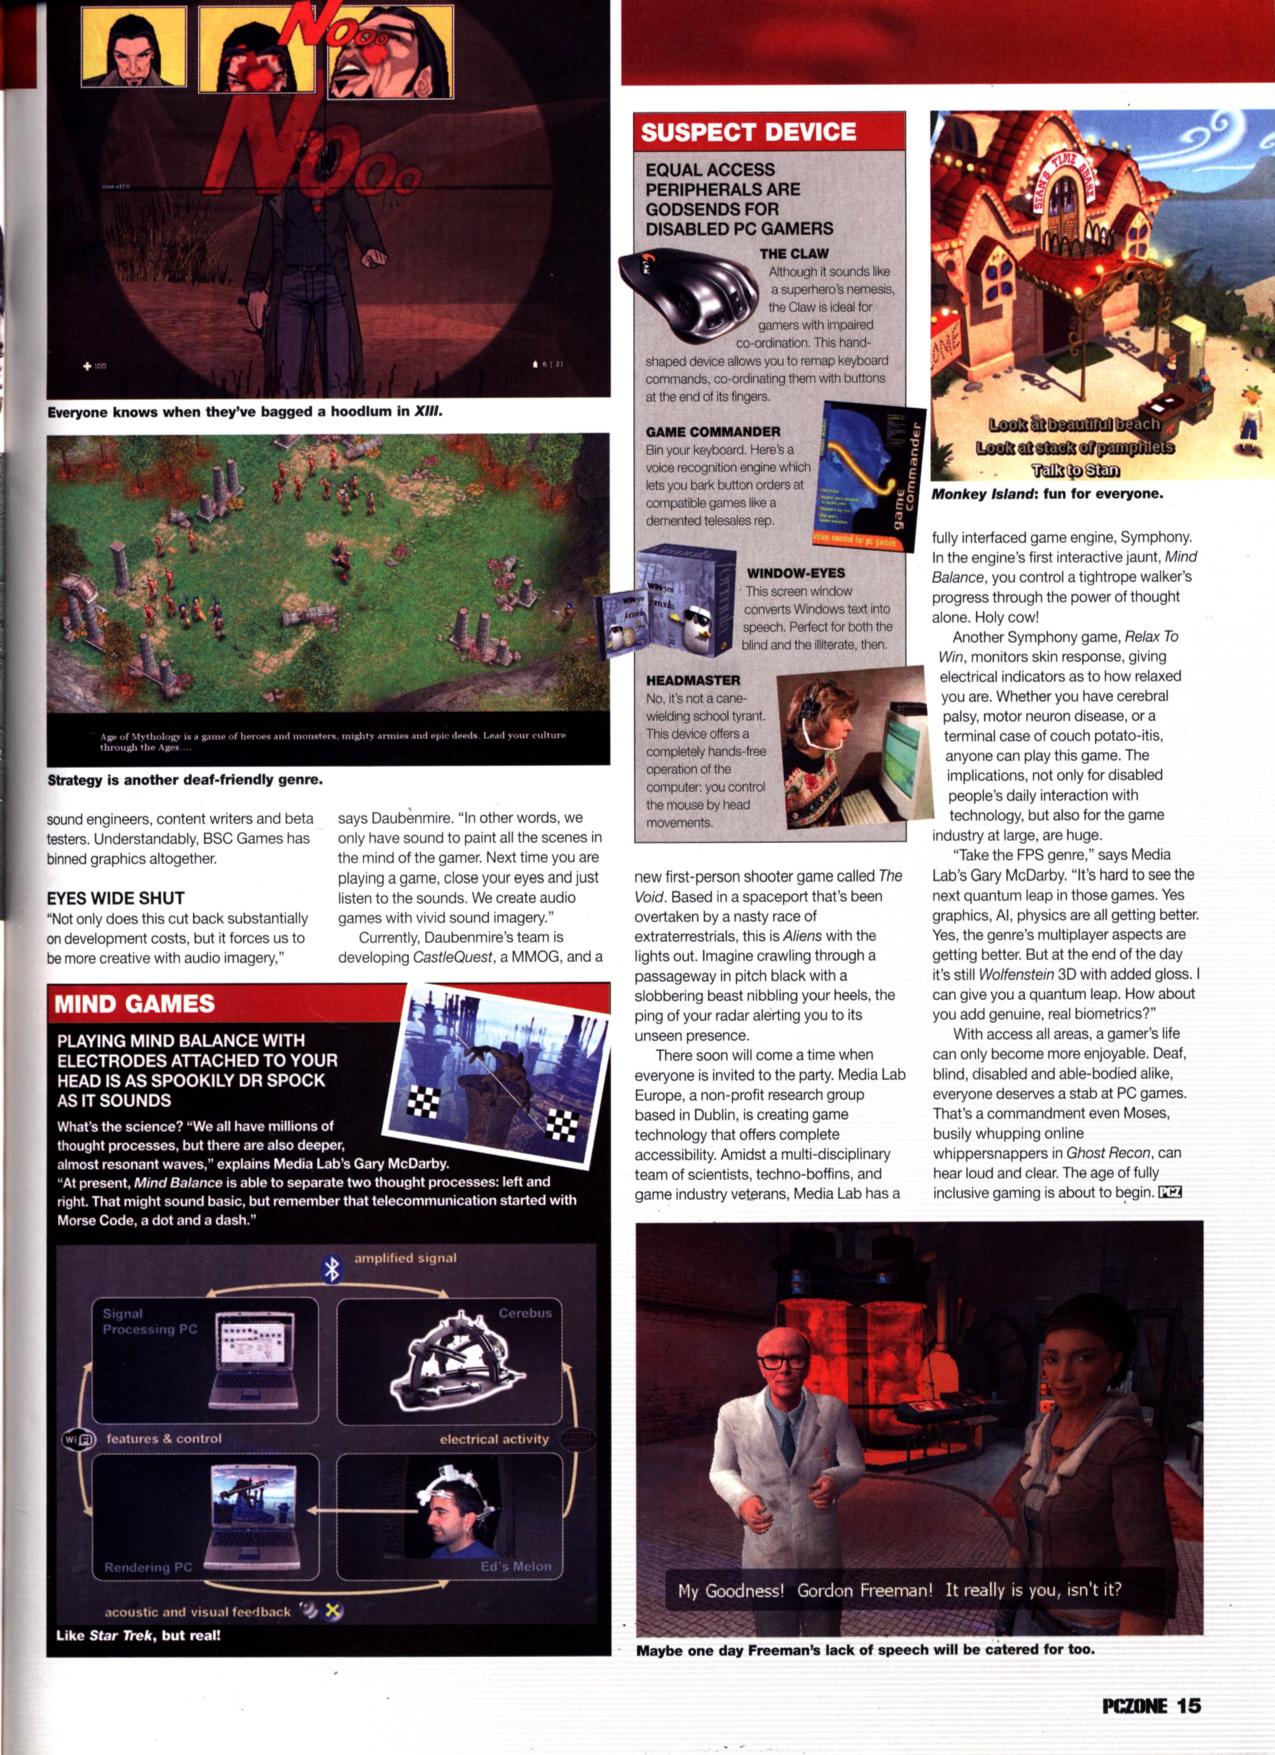 Nooo
Nooo
zoom x12.0
100
6 | 21
Everyone knows when they've bagged a hoodlum in XIII.
Age of Mythology is a game of heroes and monsters, mighty armies and epic deeds. Lead your culture
through the Ages....
Strategy is another deaf-friendly genre.
sound engineers, content writers and beta
testers. Understandably, BSC Games has
binned graphics altogether.
EYES WIDE SHUT
"Not only does this cut back substantially
on development costs, but it forces us to
be more creative with audio imagery,"
says Daubenmire. "In other words, we
only have sound to paint all the scenes in
the mind of the gamer. Next time you are
playing a game, close your eyes and just
listen to the sounds. We create audio
games with vivid sound imagery."
Currently, Daubenmire's team is
developing CastleQuest, a MMOG, and a
MIND GAMES
PLAYING MIND BALANCE WITH
ELECTRODES ATTACHED TO YOUR
HEAD IS AS SPOOKILY DR SPOCK
AS IT SOUNDS
What's the science? "We all have millions of
thought processes, but there are also deeper,
almost resonant waves," explains Media Lab's Gary McDarby.
"At present, Mind Balance is able to separate two thought processes: left and
right. That might sound basic, but remember that telecommunication started with
Morse Code, a dot and a dash."
amplified signal
Signal
Processing PC
Cerebus
WiFi
features & control
electrical activity
Rendering PC
Ed's Melon
acoustic and visual feedback
Like Star Trek, but real!
SUSPECT DEVICE
EQUAL ACCESS
PERIPHERALS ARE
GODSENDS FOR
DISABLED PC GAMERS
CLAW
THE CLAW
Although it sounds like
a superhero's nemesis,
the Claw is ideal for
gamers with impaired
co-ordination. This hand-
shaped device allows you to remap keyboard
commands, co-ordinating them with buttons
at the end of its fingers.
GAME COMMANDER
Bin your keyboard. Here's a
voice recognition engine which
lets you bark button orders at
compatible games like a
demented telesales rep.
game
commander
voice control for pc games
WINDOW-EYES
This screen window
converts Windows text into
speech. Perfect for both the
blind and the illiterate, then.
HEADMASTER
No, it's not a cane-
wielding school tyrant.
This device offers a
completely hands-free
operation of the
computer: you control
the mouse by head
movements.
new first-person shooter game called The
Void. Based in a spaceport that's been
overtaken by a nasty race of
extraterrestrials, this is Aliens with the
lights out. Imagine crawling through a
passageway in pitch black with a
slobbering beast nibbling your heels, the
ping of your radar alerting you to its
unseen presence.
There soon will come a time when
everyone is invited to the party. Media Lab
Europe, a non-profit research group
based in Dublin, is creating game
technology that offers complete
accessibility. Amidst a multi-disciplinary
team of scientists, techno-boffins, and
game industry veterans, Media Lab has a
STAN'S TIME SHARE
Look at beautiful beach
Look at stack of pamphlets
Talk to Stan
Monkey Island: fun for everyone.
fully interfaced game engine, Symphony.
In the engine's first interactive jaunt, Mind
Balance, you control a tightrope walker's
progress through the power of thought
alone. Holy cow!
Another Symphony game, Relax To
Win, monitors skin response, giving
electrical indicators as to how relaxed
you are. Whether you have cerebral
palsy, motor neuron disease, or a
terminal case of couch potato-itis,
anyone can play this game. The
implications, not only for disabled
people's daily interaction with
technology, but also for the game
industry at large, are huge.
"Take the FPS genre," says Media
Lab's Gary McDarby. "It's hard to see the
next quantum leap in those games. Yes
graphics, AI, physics are all getting better.
Yes, the genre's multiplayer aspects are
getting better. But at the end of the day
it's still Wolfenstein 3D with added gloss. I
can give you a quantum leap. How about
you add genuine, real biometrics?"
With access all areas, a gamer's life
can only become more enjoyable. Deaf,
blind, disabled and able-bodied alike,
everyone deserves a stab at PC games.
That's a commandment even Moses,
busily whupping online
whippersnappers in Ghost Recon, can
hear loud and clear. The age of fully
inclusive gaming is about to begin. PCZ
My Goodness! Gordon Freeman! It really is you, isn't it?
Maybe one day Freeman's lack of speech will be catered for too.
PCZONE 15